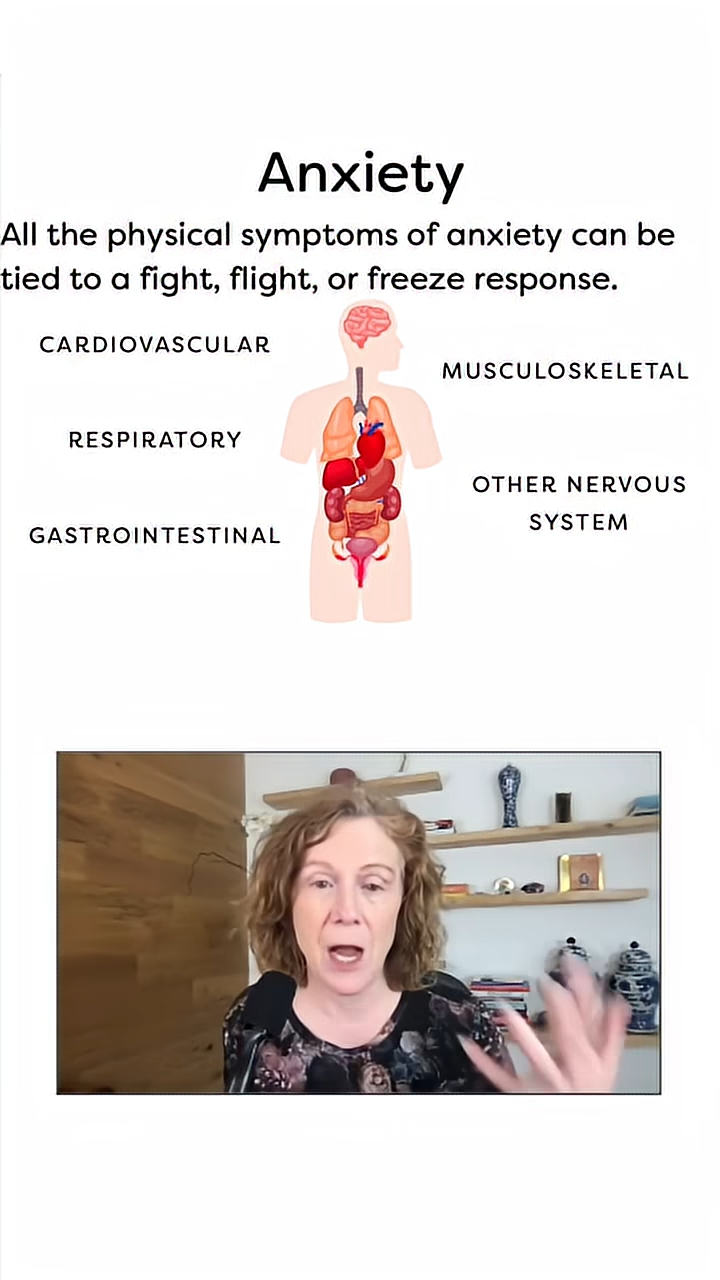 Anxiety
All the physical symptoms of anxiety can be
tied to a fight, flight, or freeze response.
CARDIOVASCULAR
MUSCULOSKELETAL
RESPIRATORY
OTHER NERVOUS
SYSTEM
GASTROINTESTINAL